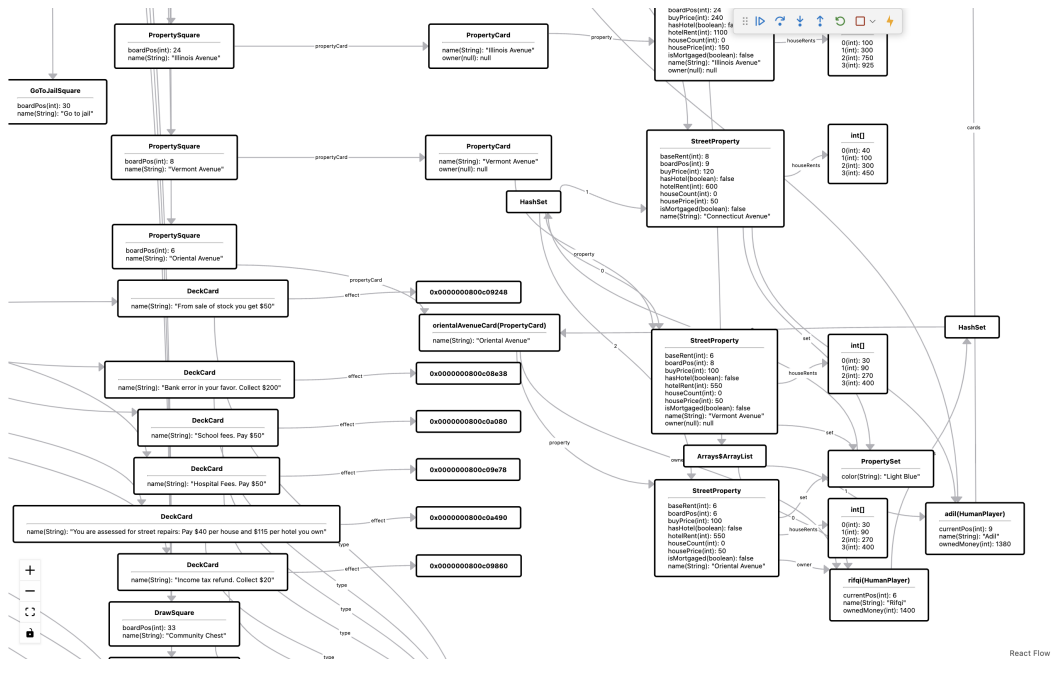 PropertySquare
boardPos(int): 24
name(String): "Illinois Avenue"
propertyCard
PropertyCard
name(String): "Illinois Avenue"
owner(int): null
property
boardPos(int): 24
buyPrice(int): 240
hasHotel(boolean):
hotelRent(int): 1100
houseCount(int): 0
housePrice(int): 150
isMortgaged(boolean): false
name(String): "Illinois Avenue"
owner(null): null
houseRents
0(int): 100
1(int): 300
2(int): 750
3(int): 925
GoToJailSquare
boardPos(int): 30
name(String): "Go to jail"
cards
PropertySquare
boardPos(int): 8
name(String): "Vermont Avenue"
propertyCard
PropertyCard
name(String): "Vermont Avenue"
owner(null): null
StreetProperty
baseRent(int): 8
boardPos(int): 9
buyPrice(int): 120
hasHotel(boolean): false
hotelRent(int): 600
houseCount(int): 0
housePrice(int): 50
isMortgaged(boolean): false
name(String): "Connecticut Avenue"
houseRents
int[]
0(int): 40
1(int): 100
2(int): 300
3(int): 450
HashSet
1
property
0
PropertySquare
boardPos(int): 6
name(String): "Oriental Avenue"
propertyCard
DeckCard
name(String): "From sale of stock you get $50"
effect
0x0000000800c09248
orientalAvenueCard(PropertyCard)
name(String): "Oriental Avenue"
HashSet
2
StreetProperty
baseRent(int): 6
boardPos(int): 8
buyPrice(int): 100
hasHotel(boolean): false
hotelRent(int): 550
houseCount(int): 0
housePrice(int): 50
isMortgaged(boolean): false
name(String): "Vermont Avenue"
owner(null): null
set
houseRents
int[]
0(int): 30
1(int): 90
2(int): 270
3(int): 400
DeckCard
name(String): "Bank error in your favor. Collect $200"
effect
0x0000000800c08e38
DeckCard
name(String): "School fees. Pay $50"
effect
0x0000000800c0a080
property
set
Arrays$ArrayList
owne
DeckCard
name(String): "Hospital Fees. Pay $50"
effect
0x0000000800c09e78
PropertySet
color(String): "Light Blue"
StreetProperty
baseRent(int): 6
boardPos(int): 6
buyPrice(int): 100
hasHotel(boolean): false
hotelRent(int): 550
houseCount(int): 0
housePrice(int): 50
isMortgaged(boolean): false
name(String): "Oriental Avenue"
set
1
0
houseRents
owner
int[]
0(int): 30
1(int): 90
2(int): 270
3(int): 400
adil(HumanPlayer)
currentPos(int): 9
name(String): "Adil"
ownedMoney(int): 1380
DeckCard
name(String): "You are assessed for street repairs: Pay $40 per house and $115 per hotel you own"
effect
0x0000000800c0a490
type
DeckCard
name(String): "Income tax refund. Collect $20"
effect
0x0000000800c09860
type
rifqi(HumanPlayer)
currentPos(int): 6
name(String): "Rifqi"
ownedMoney(int): 1400
DrawSquare
boardPos(int): 33
name(String): "Community Chest"
type
type
type
React Flow